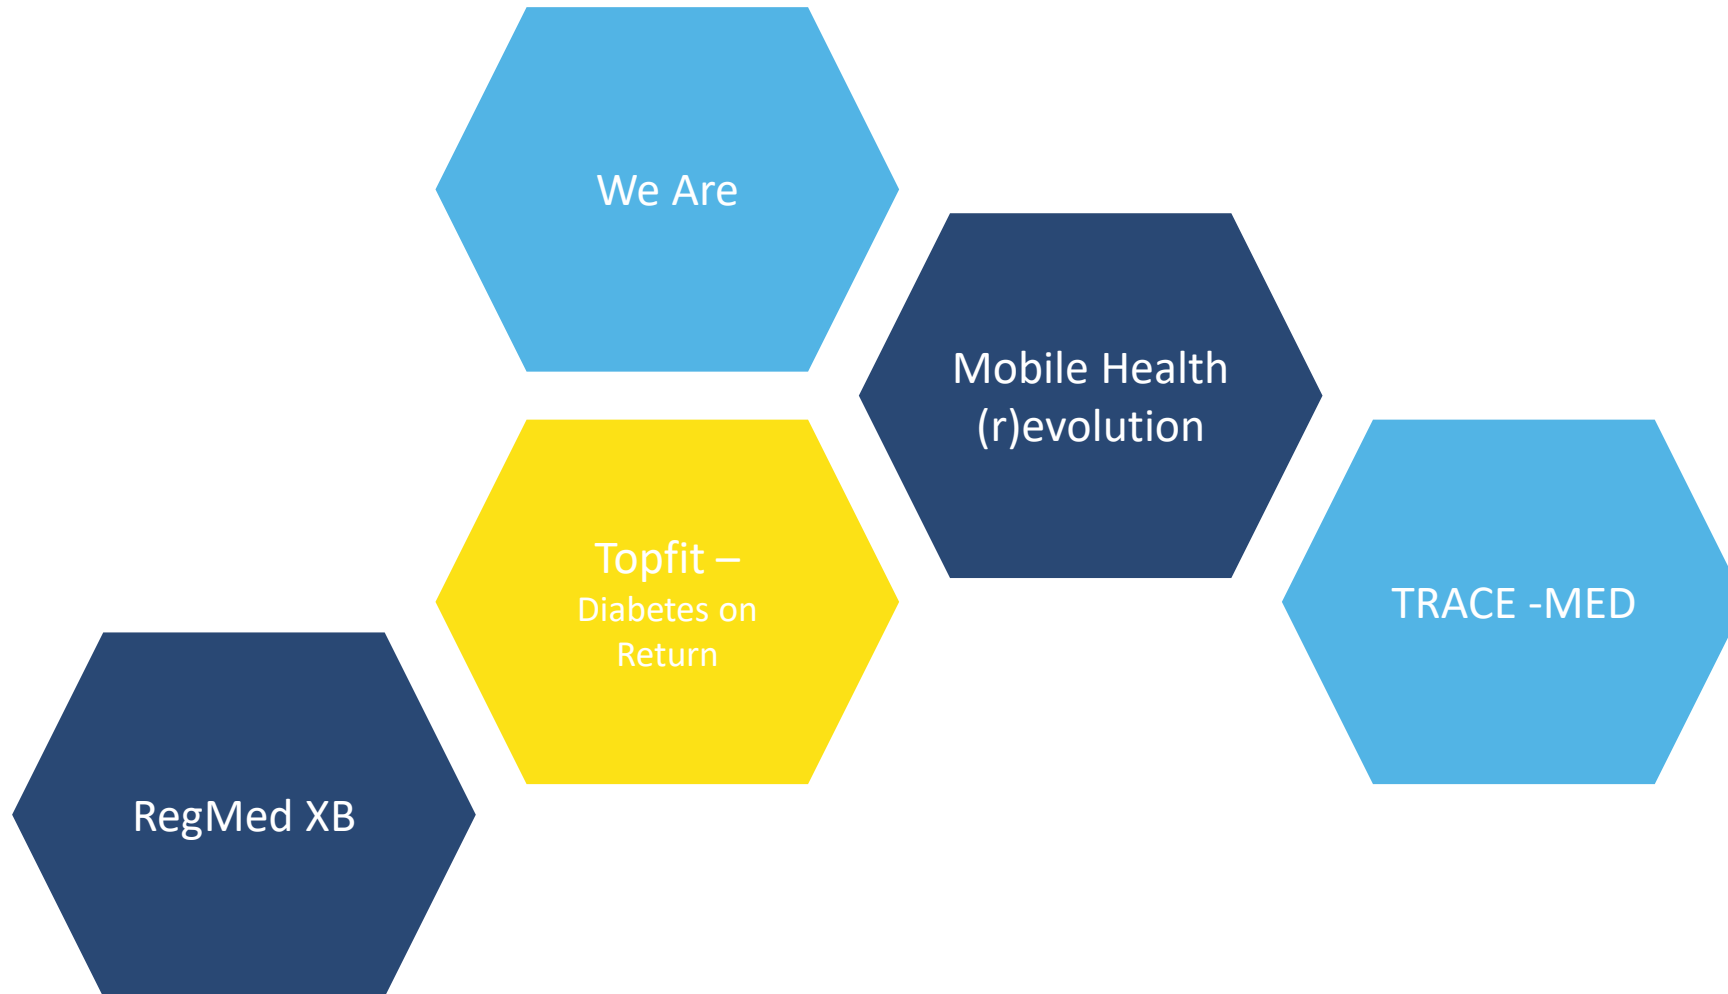 We Are
Mobile Health
(r)evolution
Topfit –
Diabetes on
Return
TRACE -MED
RegMed XB